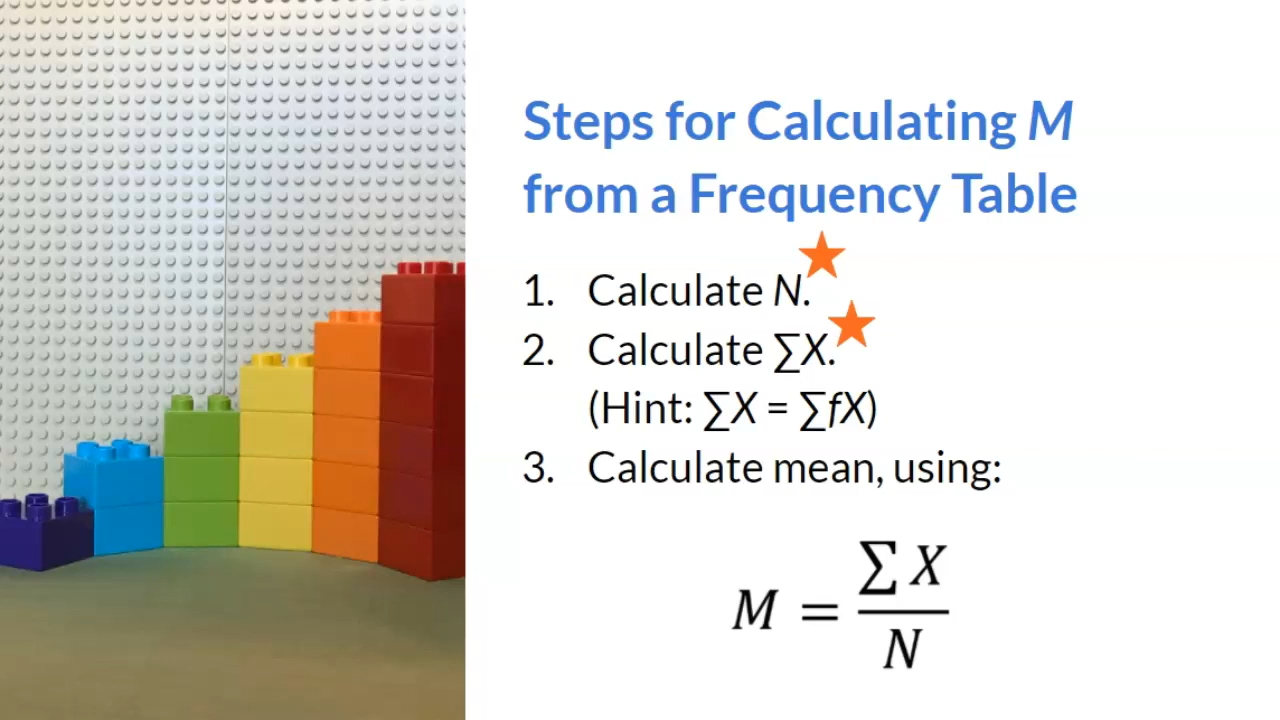 Steps for Calculating M
from a Frequency Table
1. Calculate N.
2. Calculate ∑X.
(Hint: ∑X = ∑fX)
3. Calculate mean, using:
M = ∑ X / N